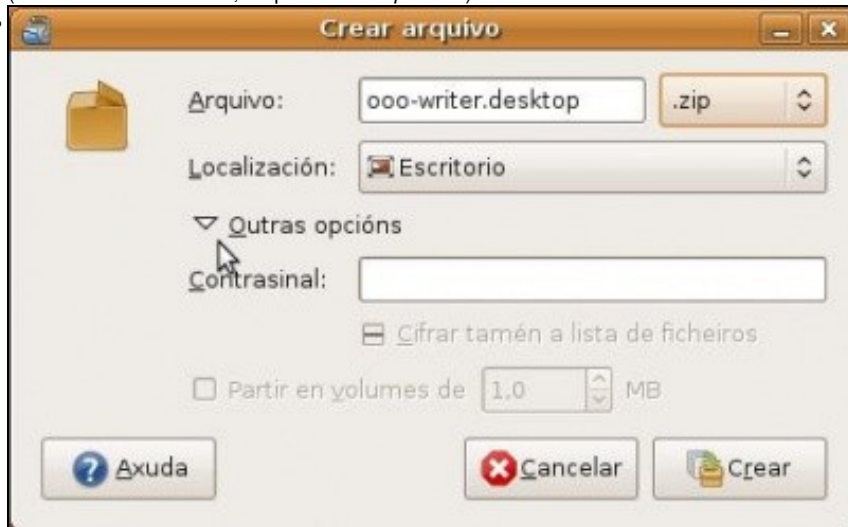 Crear arquivo
Arquivo: ooo-writer.desktop .zip
Localización: Escritorio
Outras opcións
Contrasinal:
Cifrar tamén a lista de ficheiros
Partir en volumes de 1,0 MB
Axuda Cancelar Crear